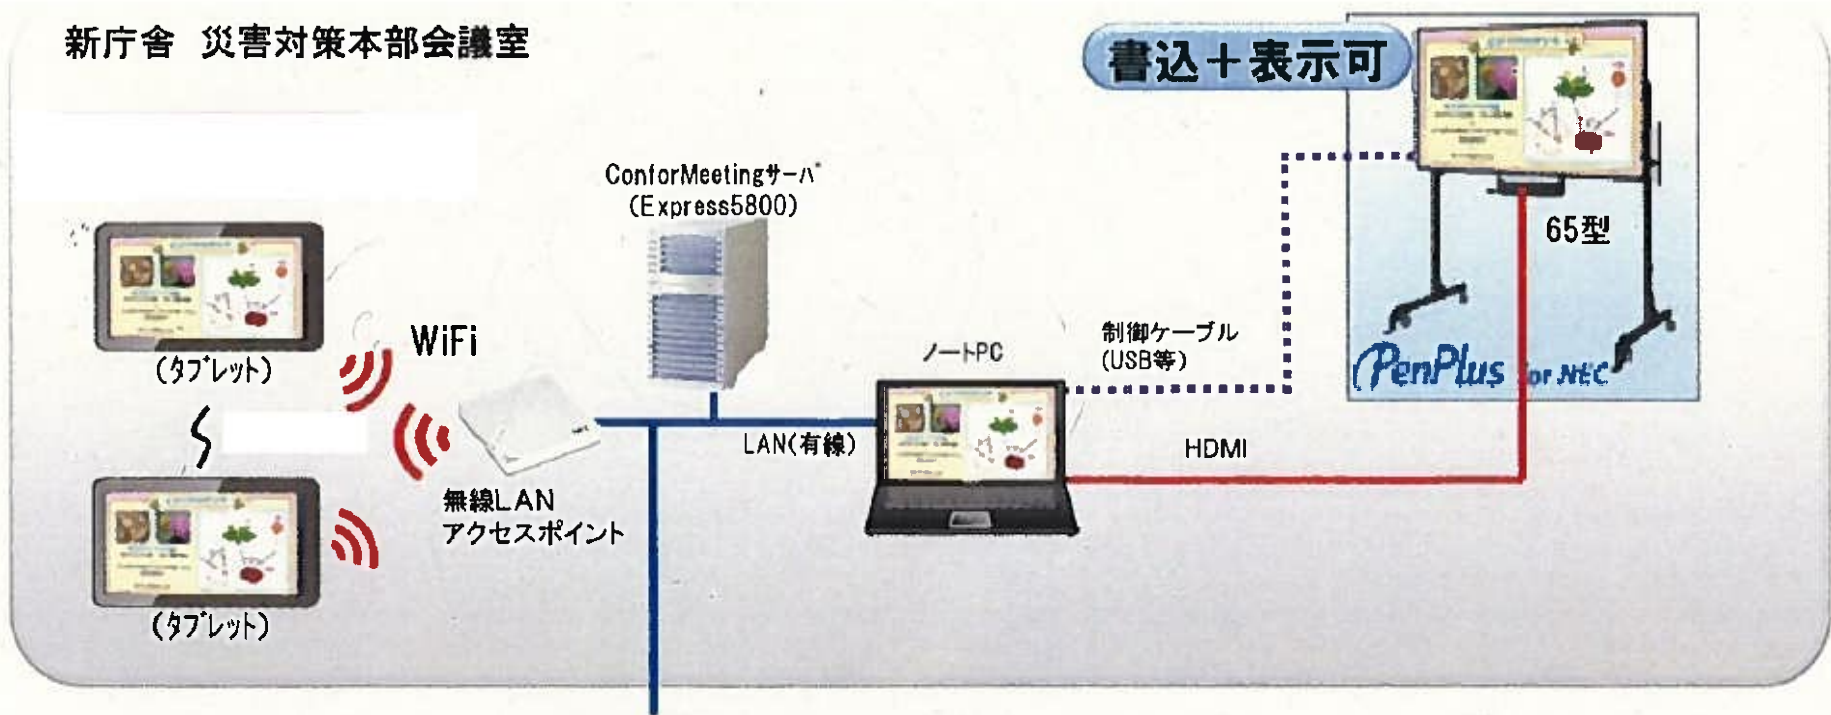 新庁舎 災害対策本部会議室
書込＋表示可
ConforMeetingサーバ
(Express5800)
65型
WiFi
(タブレット)
制御ケーブル
(USB等)
ノートPC
PenPlus for NEC
LAN(有線)
HDMI
無線LAN
アクセスポイント
(タブレット)